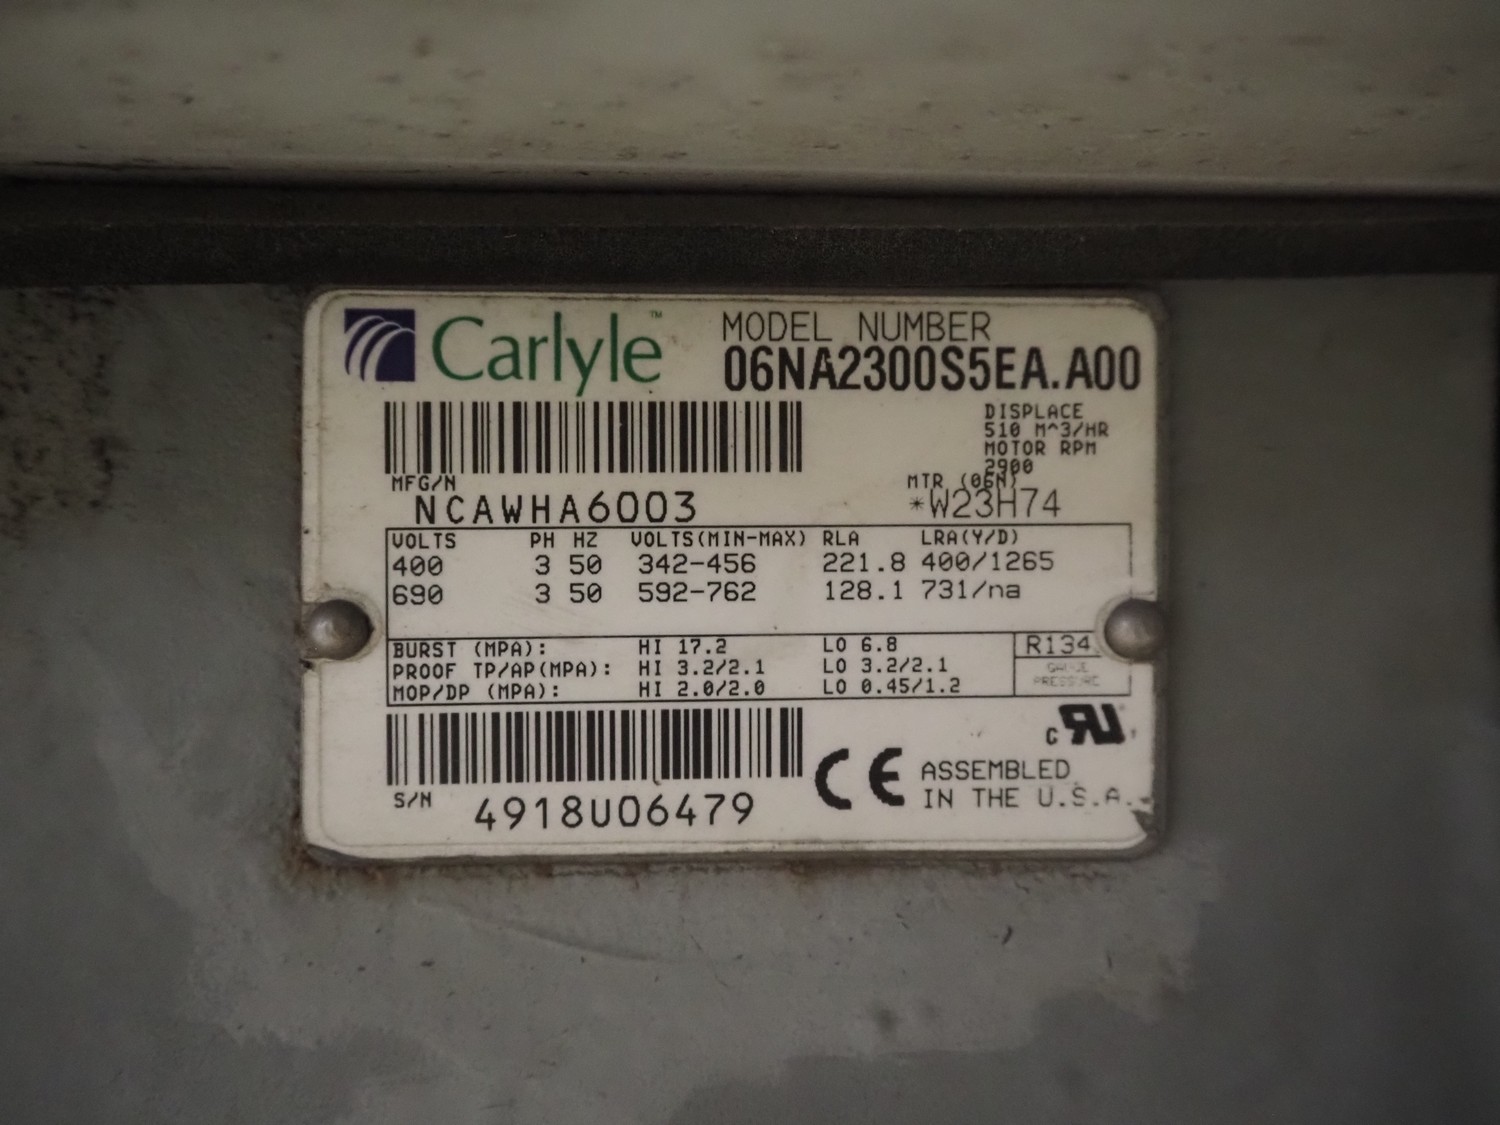 Carlyle™
MODEL NUMBER
06NA2300S5EA.A00
DISPLACE
510 M^3/HR
MOTOR RPM
2900
MFG/N
NCAWHA6003
MTR (06N)
*W23H74
VOLTS PH HZ VOLTS(MIN-MAX) RLA LRA(Y/D)
400 3 50 342-456 221.8 400/1265
690 3 50 592-762 128.1 731/na
BURST (MPA): HI 17.2 LO 6.8 R134
PROOF TP/AP(MPA): HI 3.2/2.1 LO 3.2/2.1
MOP/DP (MPA): HI 2.0/2.0 LO 0.45/1.2
PRESSURE
c RU
CE
ASSEMBLED
IN THE U.S.A.
S/N
4918U06479